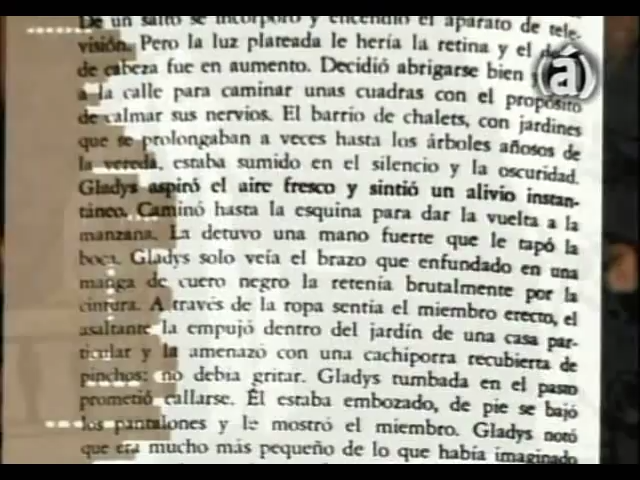 De un salto se incorporó y encendió el aparato de tele-
visión. Pero la luz plateada le hería la retina y el
de cabeza fue en aumento. Decidió abrigarse bien
a la calle para caminar unas cuadras con el propósito
de calmar sus nervios. El barrio de chalets, con jardines
que se prolongaban a veces hasta los árboles añosos de
la vereda, estaba sumido en el silencio y la oscuridad.
Gladys aspiró el aire fresco y sintió un alivio instan-
táneo. Caminó hasta la esquina para dar la vuelta a la
manzana. La detuvo una mano fuerte que le tapó la
boca. Gladys solo veía el brazo que enfundado en una
manga de cuero negro la retenía brutalmente por la
cintura. A través de la ropa sentía el miembro erecto, el
asaltante la empujó dentro del jardín de una casa par-
ticular y la amenazó con una cachiporra recubierta de
pinchos: no debía gritar. Gladys tumbada en el pasto
prometió callarse. Él estaba embozado, de pie se bajó
los pantalones y le mostró el miembro. Gladys notó
que era mucho más pequeño de lo que había imaginado
(á)